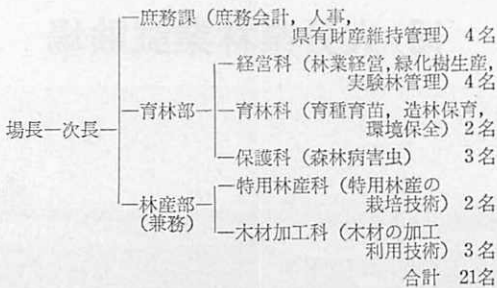 庶務課(庶務会計,人事,
県有財産維持管理) 4名
経営科(林業経営,緑化樹生産,
実験林管理) 4名
場長 次長 育林部 育林科(育種育苗,造林保育,
環境保全) 2名
保護科(森林病害虫) 3名
林産部 特用林産科(特用林産の
(兼務) 栽培技術) 2名
木材加工科(木材の加工
利用技術) 3名
合計 21名